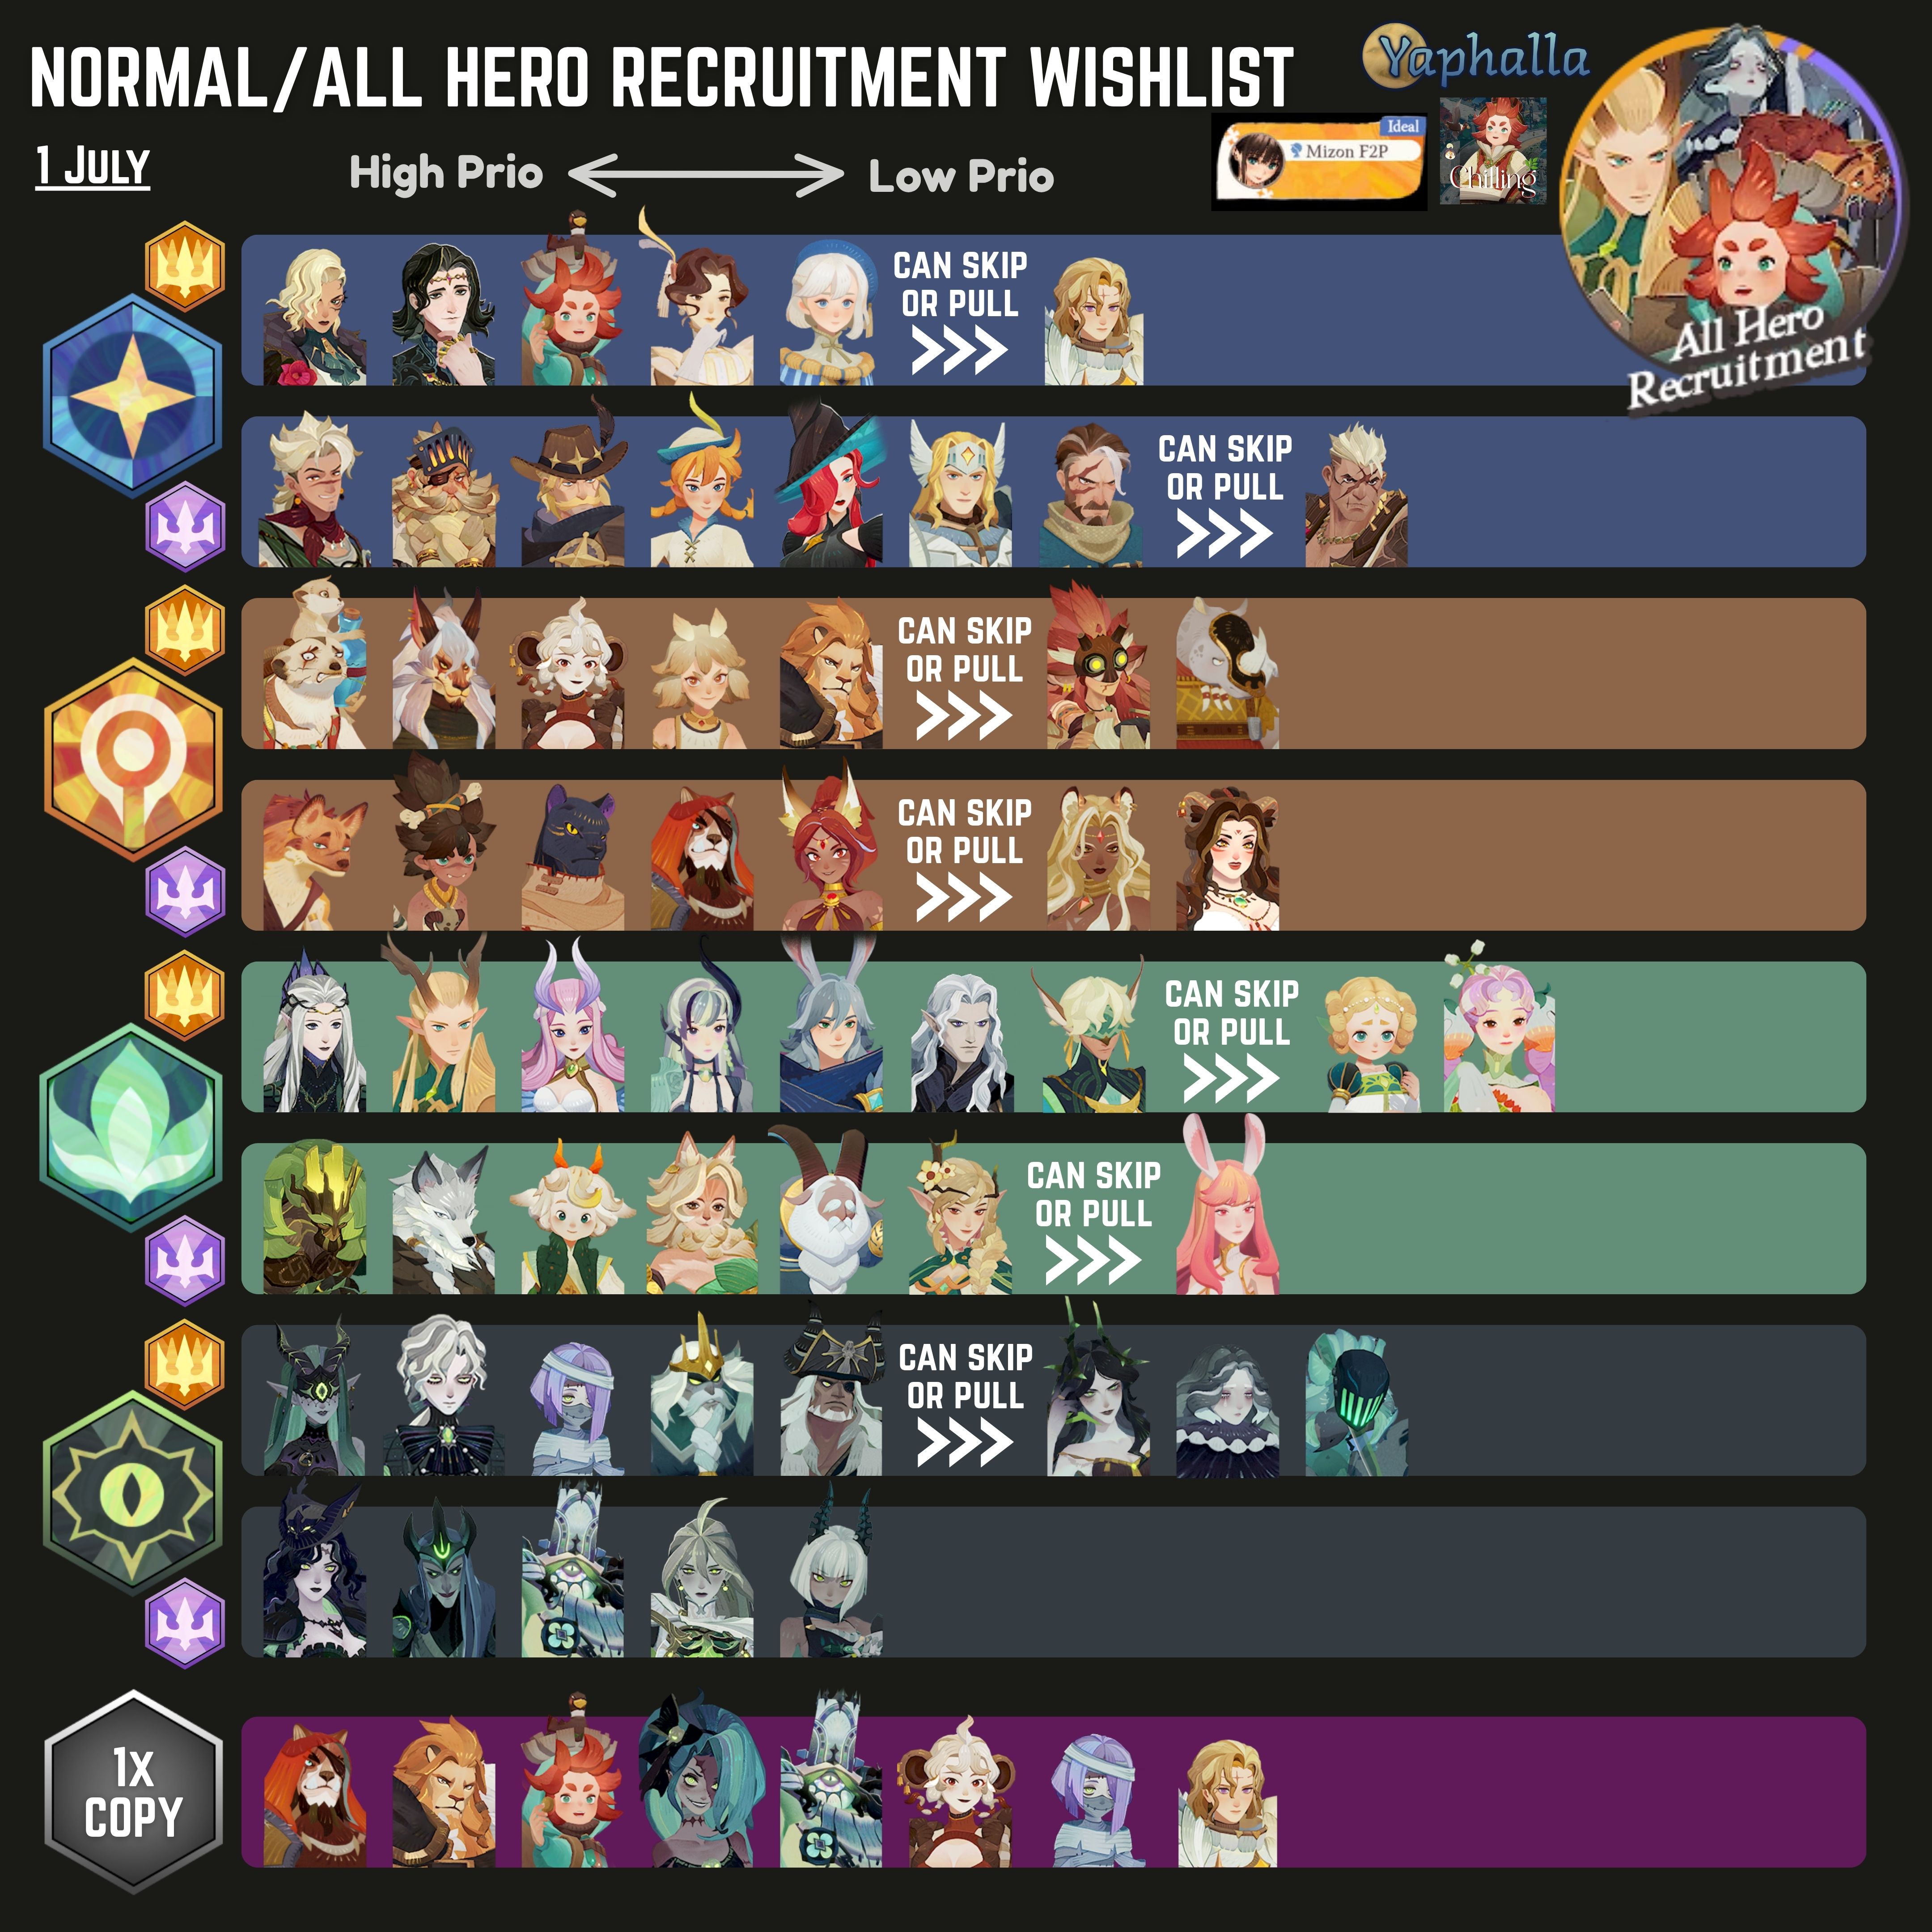 NORMAL/ALL HERO RECRUITMENT WISHLIST
Yaphalla
1 JULY
High Prio
Low Prio
Ideal
Mizon F2P
Chilling
All Hero
Recruitment
CAN SKIP
OR PULL
CAN SKIP
OR PULL
CAN SKIP
OR PULL
CAN SKIP
OR PULL
CAN SKIP
OR PULL
CAN SKIP
OR PULL
CAN SKIP
OR PULL
1X
COPY